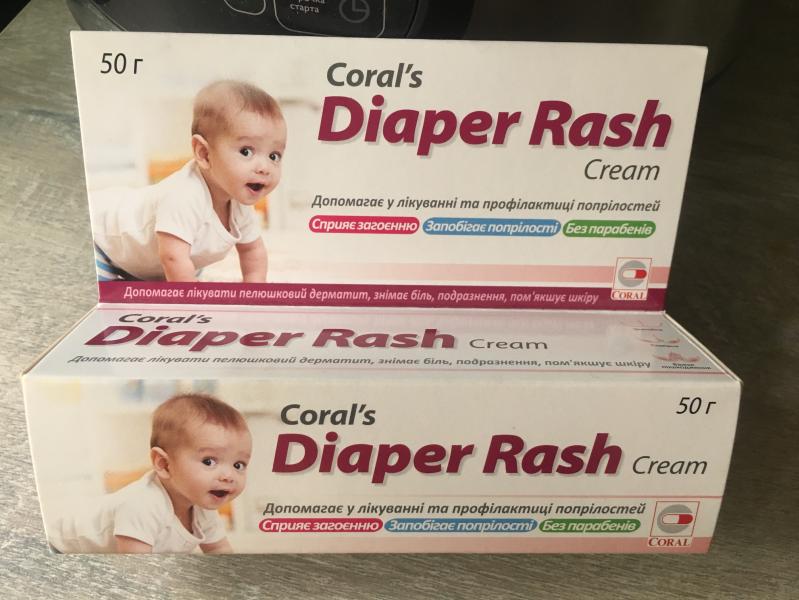 старта
50 г
Coral's
Diaper Rash
Cream
Допомагає у лікуванні та профілактиці попрілостей
Сприяє загоєнню Запобігає попрілості Без парабенів
CORAL
Допомагає лікувати пелюшковий дерматит, знімає біль, подразнення, пом'якшує шкіру
Coral's
Diaper Rash Cream
Допомагає лікувати пелюшковий дерматит, знімає біль, подразнення, пом'якшує шкіру
50 г
Coral's
Diaper Rash Cream
Допомагає у лікуванні та профілактиці попрілостей
Сприяє загоєнню Запобігає попрілості Без парабенів
CORAL